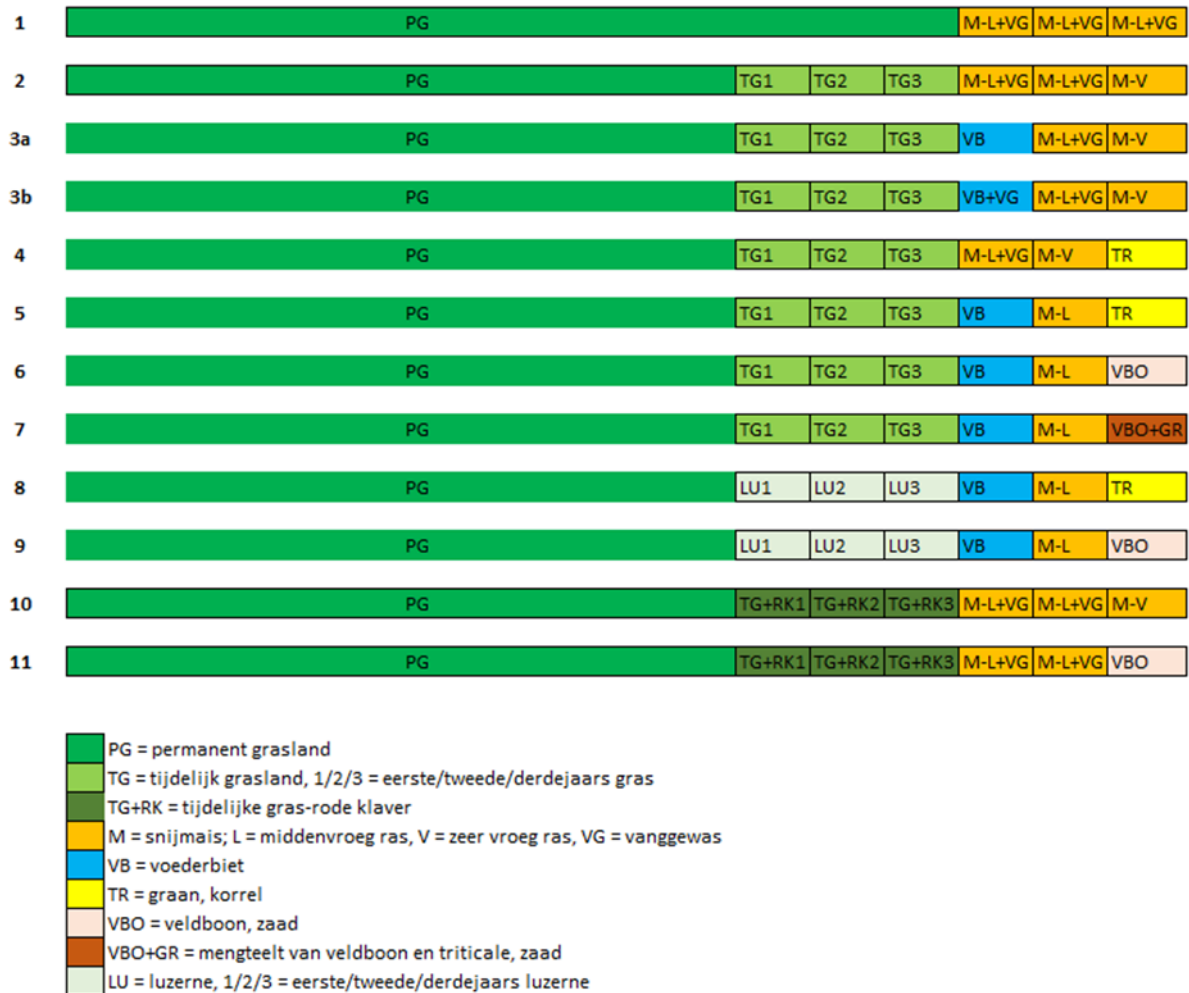 1 PG M-L+VG M-L+VG M-L+VG
2 PG TG1 TG2 TG3 M-L+VG M-L+VG M-V
3a PG TG1 TG2 TG3 VB M-L+VG M-V
3b PG TG1 TG2 TG3 VB+VG M-L+VG M-V
4 PG TG1 TG2 TG3 M-L+VG M-V TR
5 PG TG1 TG2 TG3 VB M-L TR
6 PG TG1 TG2 TG3 VB M-L VBO
7 PG TG1 TG2 TG3 VB M-L VBO+GR
8 PG LU1 LU2 LU3 VB M-L TR
9 PG LU1 LU2 LU3 VB M-L VBO
10 PG TG+RK1 TG+RK2 TG+RK3 M-L+VG M-L+VG M-V
11 PG TG+RK1 TG+RK2 TG+RK3 M-L+VG M-L+VG VBO
PG = permanent grasland
TG = tijdelijk grasland, 1/2/3 = eerste/tweede/derdejaars gras
TG+RK = tijdelijke gras-rode klaver
M = snijmais; L = middenvroeg ras, V = zeer vroeg ras, VG = vanggewas
VB = voederbiet
TR = graan, korrel
VBO = veldboon, zaad
VBO+GR = mengteelt van veldboon en triticale, zaad
LU = luzerne, 1/2/3 = eerste/tweede/derdejaars luzerne